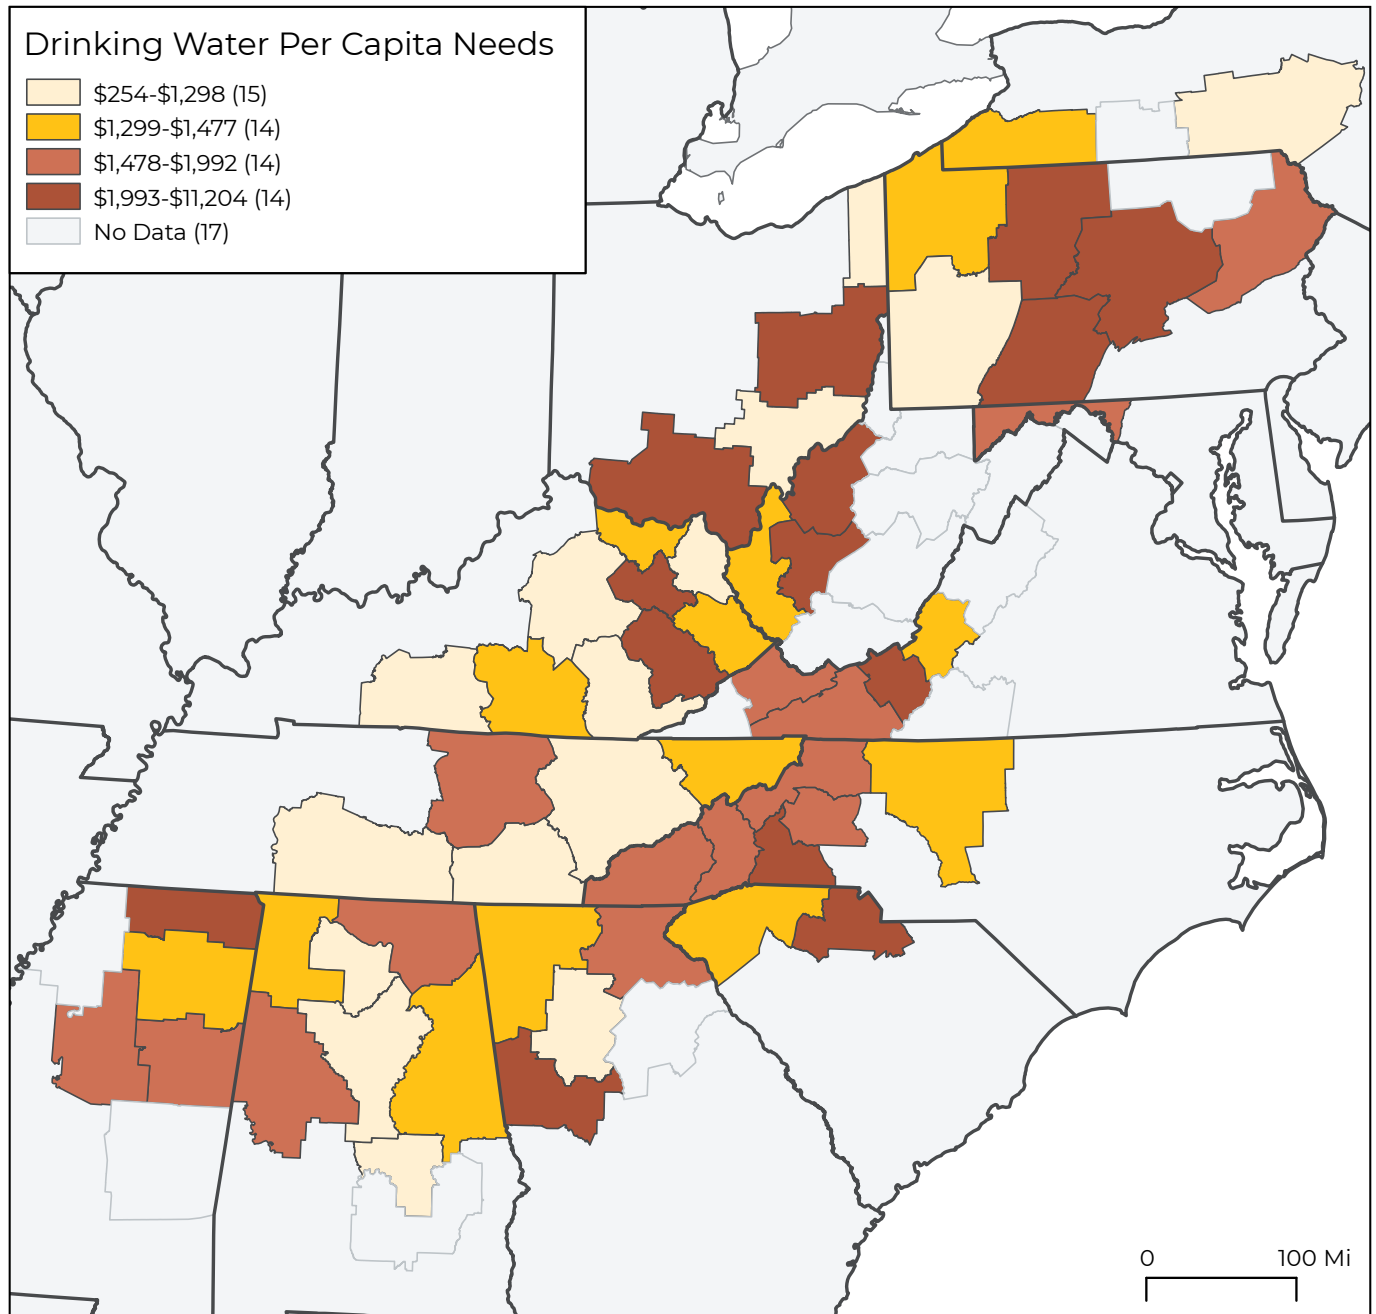 Drinking Water Per Capita Needs
$254-$1,298 (15)
$1,299-$1,477 (14)
$1,478-$1,992 (14)
$1,993-$11,204 (14)
No Data (17)
0 100 Mi